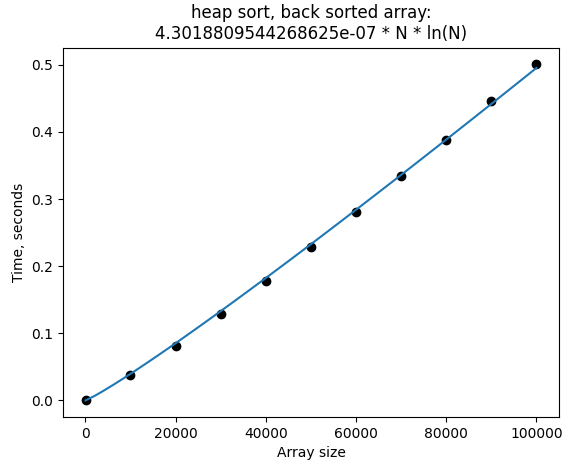 heap sort, back sorted array:
4.3018809544268625e-07 * N * ln(N)
0.5
0.4
0.3
0.2
0.1
0.0
Time, seconds
0 20000 40000 60000 80000 100000
Array size